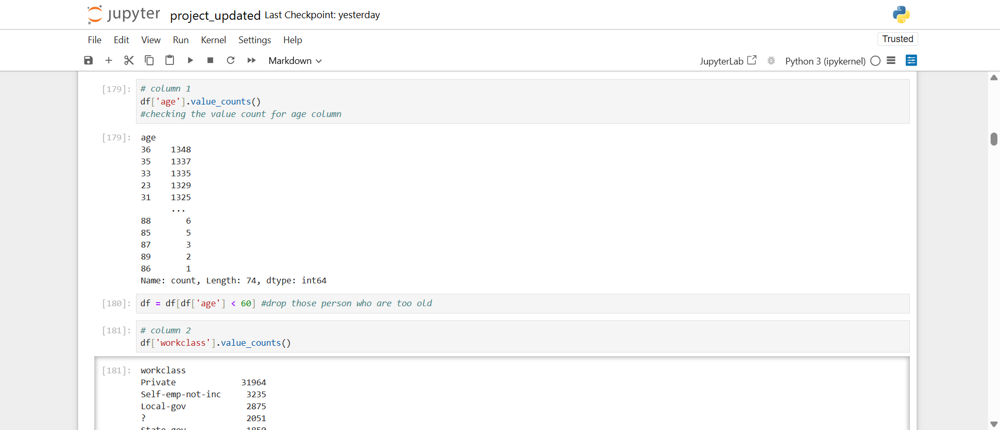 jupyter project_updated Last Checkpoint: yesterday
File Edit View Run Kernel Settings Help
Trusted
Markdown
JupyterLab Python 3 (ipykernel)
[179]: # column 1
df['age'].value_counts()
#checking the value count for age column
[179]: age
36 1348
35 1337
33 1335
23 1329
31 1325
...
88 6
85 5
87 3
89 2
86 1
Name: count, Length: 74, dtype: int64
[180]: df = df[df['age'] < 60] #drop those person who are too old
[181]: # column 2
df['workclass'].value_counts()
[181]: workclass
Private 31964
Self-emp-not-inc 3235
Local-gov 2875
? 2051
State-gov 1850